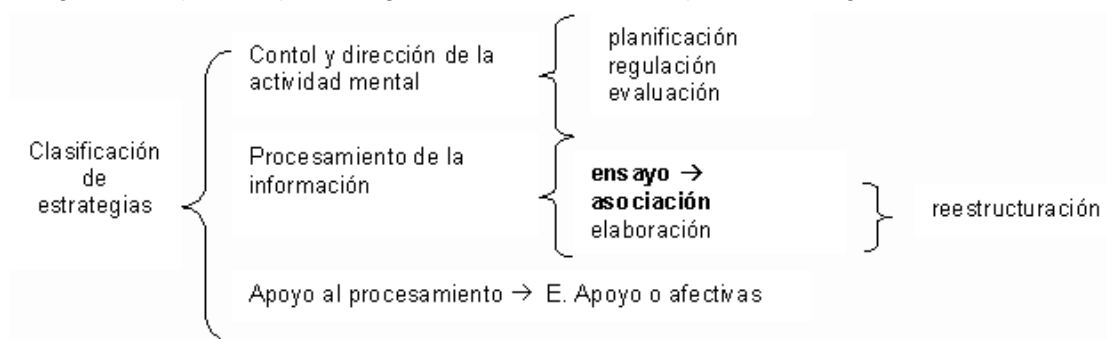 Clasificación
de
estrategias
Contol y dirección de la
actividad mental
planificación
regulación
evaluación
Procesamiento de la
información
ensayo →
asociación
elaboración
reestructuración
Apoyo al procesamiento → E. Apoyo o afectivas